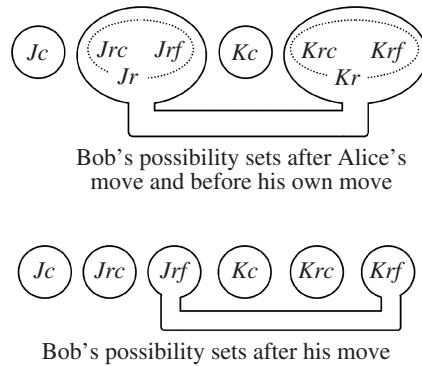 Jc Jrc Jrf Kc Krc Krf
Jr Kr
Bob's possibility sets after Alice's
move and before his own move
Jc Jrc Jrf Kc Krc Krf
Bob's possibility sets after his move